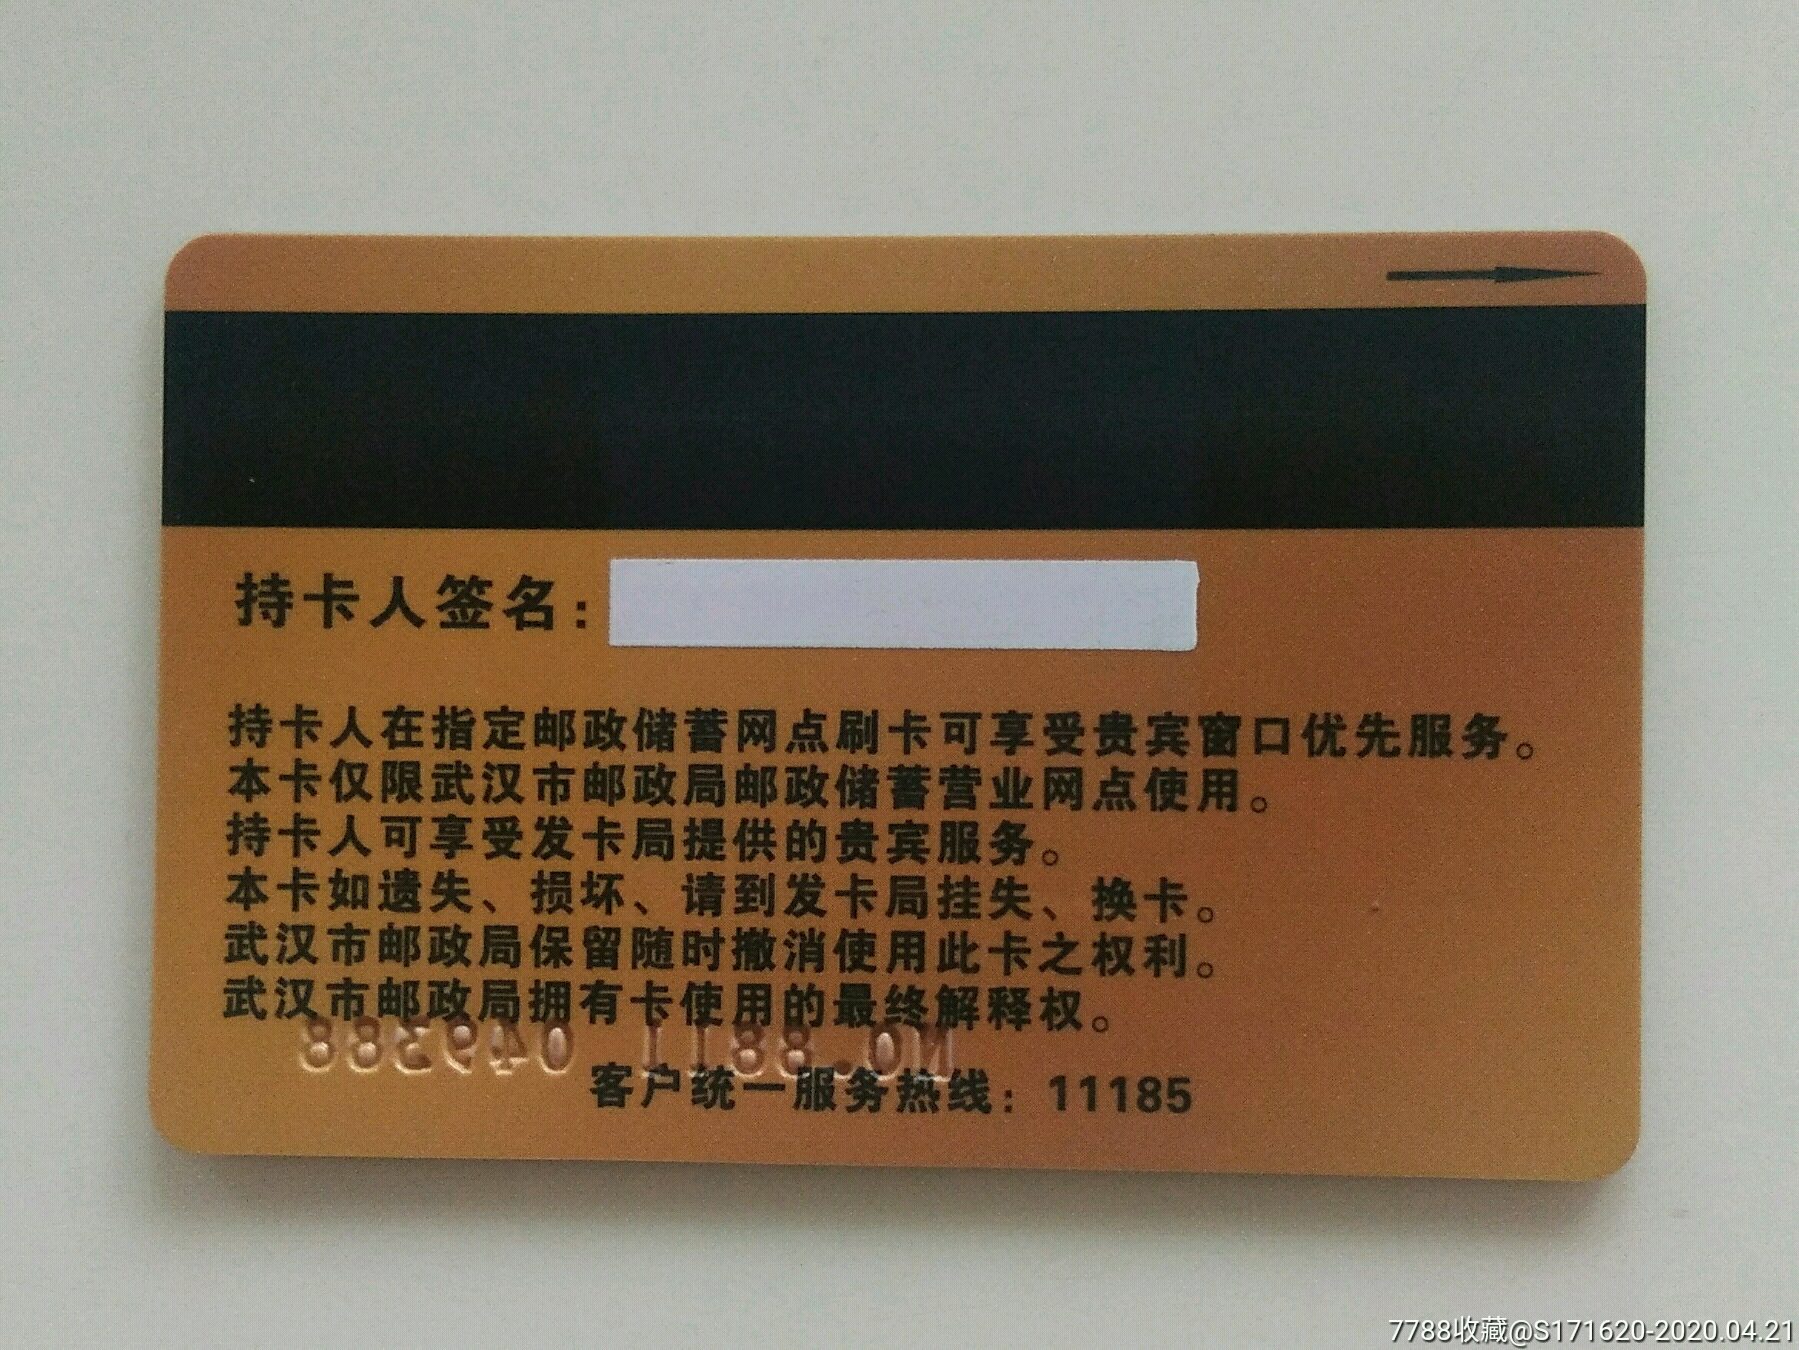 持卡人签名：
持卡人在指定邮政储蓄网点刷卡可享受贵宾窗口优先服务。
本卡仅限武汉市邮政局邮政储蓄营业网点使用。
持卡人可享受发卡局提供的贵宾服务。
本卡如遗失、损坏、请到发卡局挂失、换卡。
武汉市邮政局保留随时撤消使用此卡之权利。
武汉市邮政局拥有卡使用的最终解释权。
NO.8811 0493988
客户统一服务热线：11185
7788收藏@S171620-2020.04.21